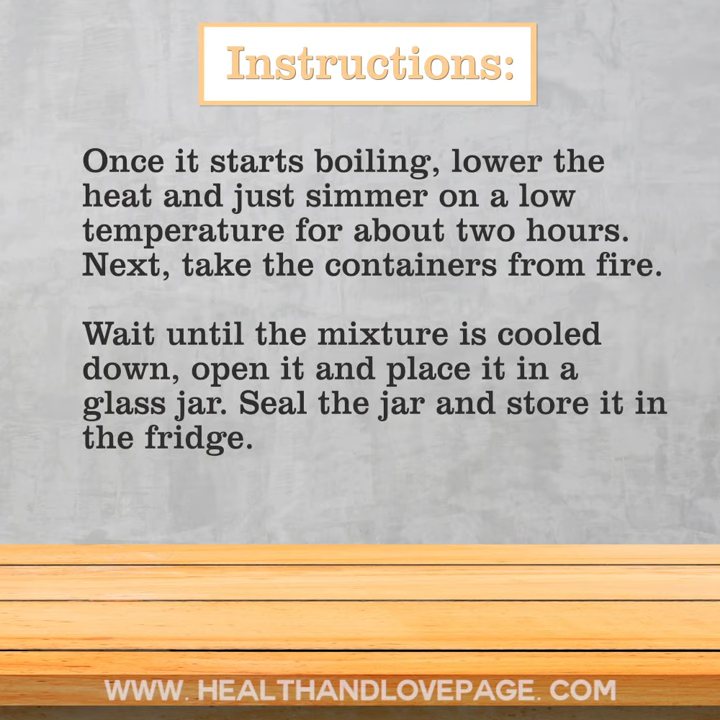 Instructions:
Once it starts boiling, lower the
heat and just simmer on a low
temperature for about two hours.
Next, take the containers from fire.
Wait until the mixture is cooled
down, open it and place it in a
glass jar. Seal the jar and store it in
the fridge.
WWW. HEALTHANDLOVEPAGE. COM